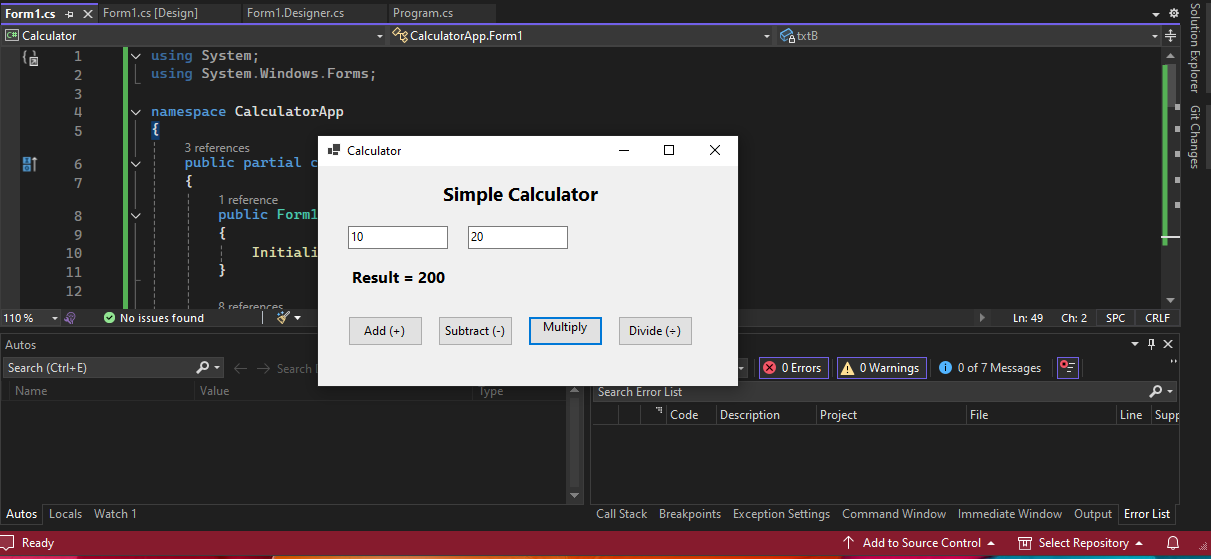 Form1.cs Form1.cs [Design] Form1.Designer.cs Program.cs
C# Calculator CalculatorApp.Form1 txtB
Solution Explorer
Git Changes
1 using System;
2 using System.Windows.Forms;
3
4 namespace CalculatorApp
5 {
3 references
6 public partial c
7 {
1 reference
8 public Form1
9 {
10 Initiali
11 }
12
8 references
Calculator
Simple Calculator
10 20
Result = 200
Add (+) Subtract (-) Multiply Divide (÷)
110 % No issues found Ln: 49 Ch: 2 SPC CRLF
Autos
Search (Ctrl+E) Search 0 Errors 0 Warnings 0 of 7 Messages
Name Value Type
Search Error List
Code Description Project File Line Supp
Autos Locals Watch 1
Call Stack Breakpoints Exception Settings Command Window Immediate Window Output Error List
Ready Add to Source Control Select Repository